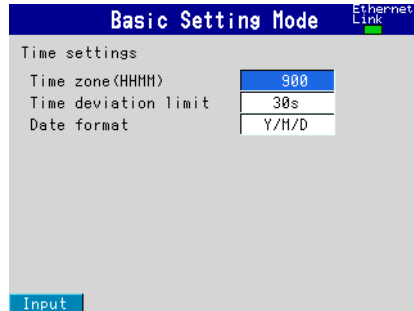 Basic Setting Mode
Ethernet
Link
Time settings
Time zone(HHMM) 900
Time deviation limit 30s
Date format Y/M/D
Input